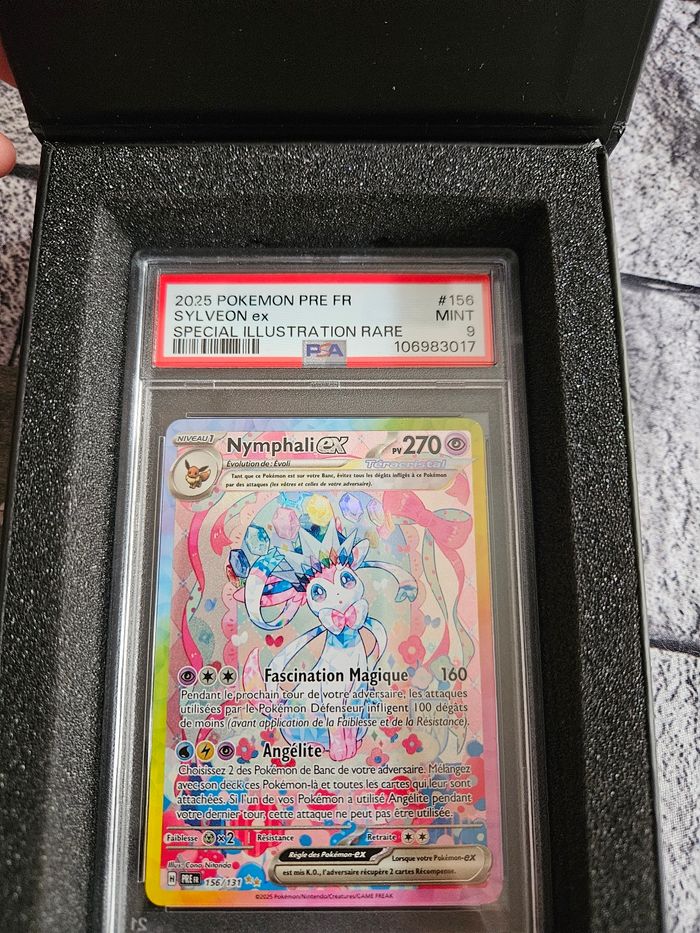 2025 POKEMON PRE FR #156
SYLVEON ex MINT
SPECIAL ILLUSTRATION RARE 9
PSA 106983017
NIVEAU 1 Nymphali ex PV 270
Évolution de : Évoli Téracristal
Tant que ce Pokémon est sur votre Banc, évitez tous les dégâts infligés à ce Pokémon
par des attaques (les vôtres et celles de votre adversaire).
Fascination Magique 160
Pendant le prochain tour de votre adversaire, les attaques
utilisées par le Pokémon Défenseur infligent 100 dégâts
de moins (avant application de la Faiblesse et de la Résistance).
Angélite
Choisissez 2 des Pokémon de Banc de votre adversaire. Mélangez
avec son deck ces Pokémon-là et toutes les cartes qui leur sont
attachées. Si l'un de vos Pokémon a utilisé Angélite pendant
votre dernier tour, cette attaque ne peut pas être utilisée.
Faiblesse ×2 Résistance Retraite
Règle des Pokémon-ex Lorsque votre Pokémon-ex
est mis K.O., l'adversaire récupère 2 cartes Récompense.
Illus. Cona Nitanda
PRE FR 156/131
©2025 Pokémon/Nintendo/Creatures/GAME FREAK